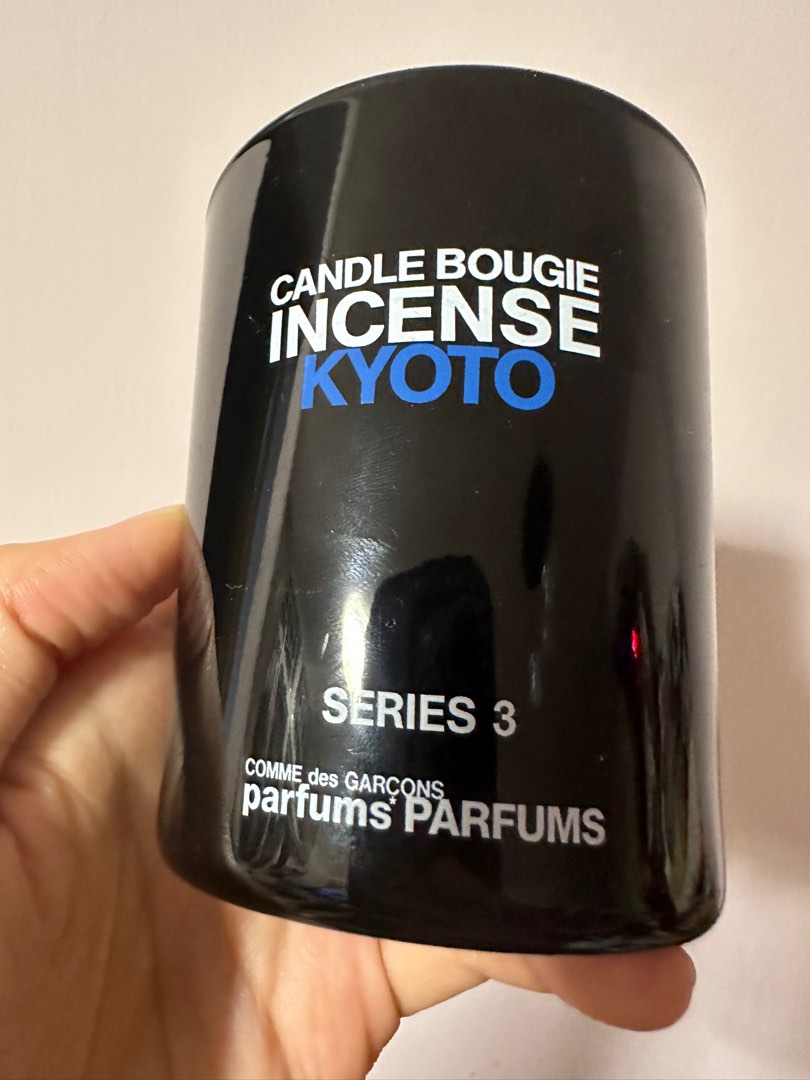 CANDLE BOUGIE
INCENSE
KYOTO
SERIES 3
COMME des GARÇONS
parfums* PARFUMS